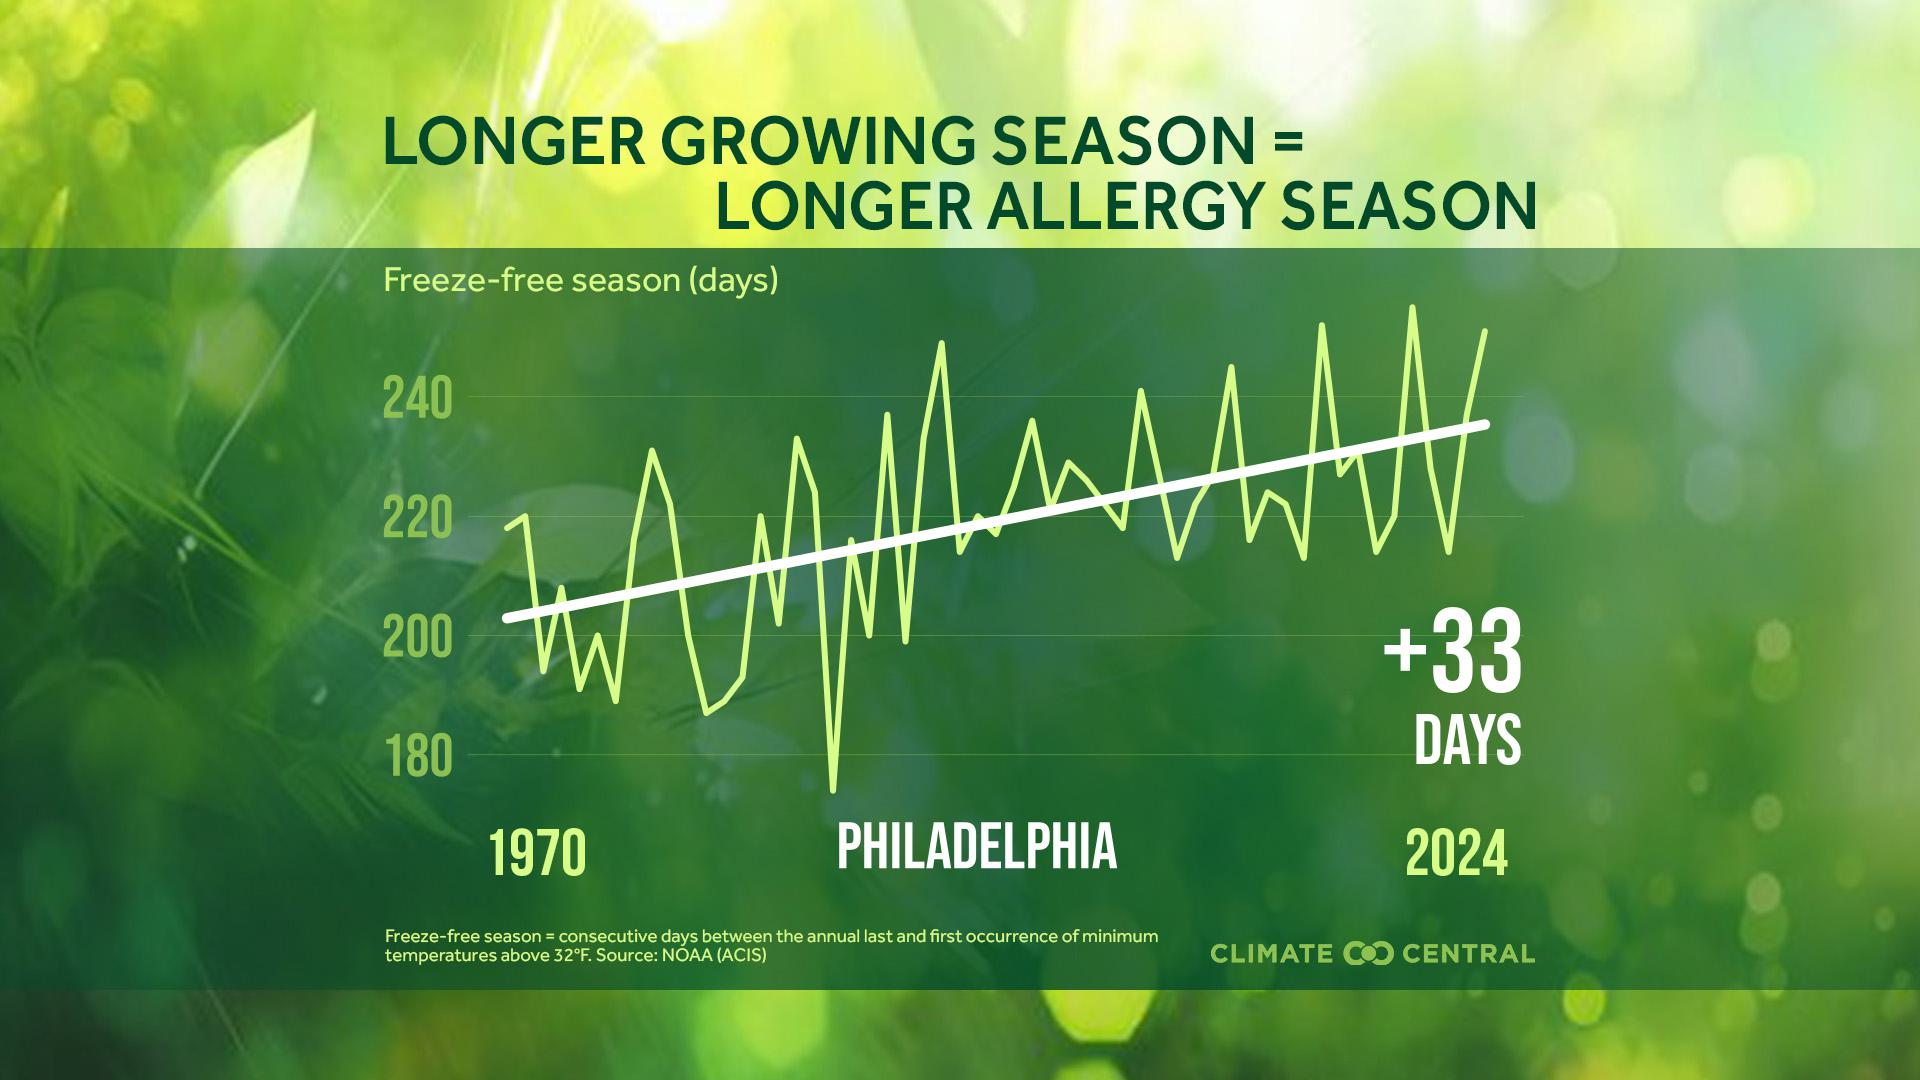 LONGER GROWING SEASON =
LONGER ALLERGY SEASON
Freeze-free season (days)
240
220
200
180
+33
DAYS
1970
PHILADELPHIA
2024
Freeze-free season = consecutive days between the annual last and first occurrence of minimum
temperatures above 32°F. Source: NOAA (ACIS)
CLIMATE CENTRAL